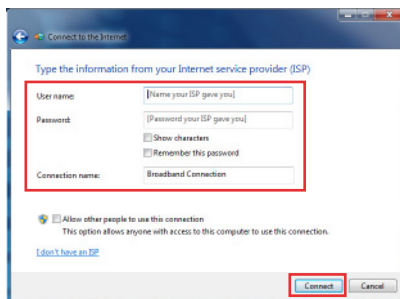 Connect to the Internet
Type the information from your Internet service provider (ISP)
User name: [Name your ISP gave you]
Password: [Password your ISP gave you]
Show characters
Remember this password
Connection name: Broadband Connection
Allow other people to use this connection
This option allows anyone with access to this computer to use this connection.
I don't have an ISP
Connect Cancel